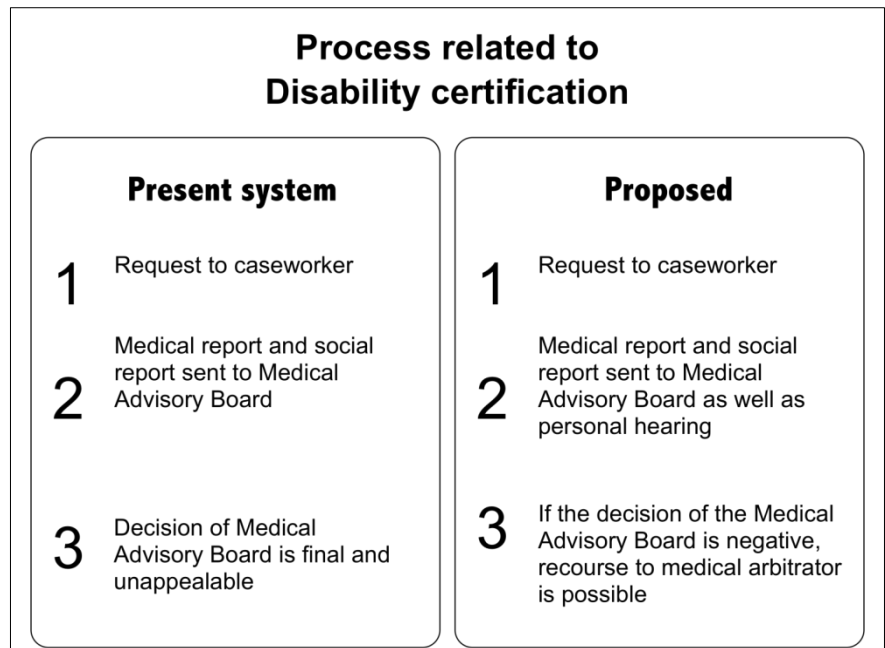 Process related to
Disability certification
Present system
1
Request to caseworker
2
Medical report and social
report sent to Medical
Advisory Board
3
Decision of Medical
Advisory Board is final and
unappealable
Proposed
1
Request to caseworker
2
Medical report and social
report sent to Medical
Advisory Board as well as
personal hearing
3
If the decision of the Medical
Advisory Board is negative,
recourse to medical arbitrator
is possible